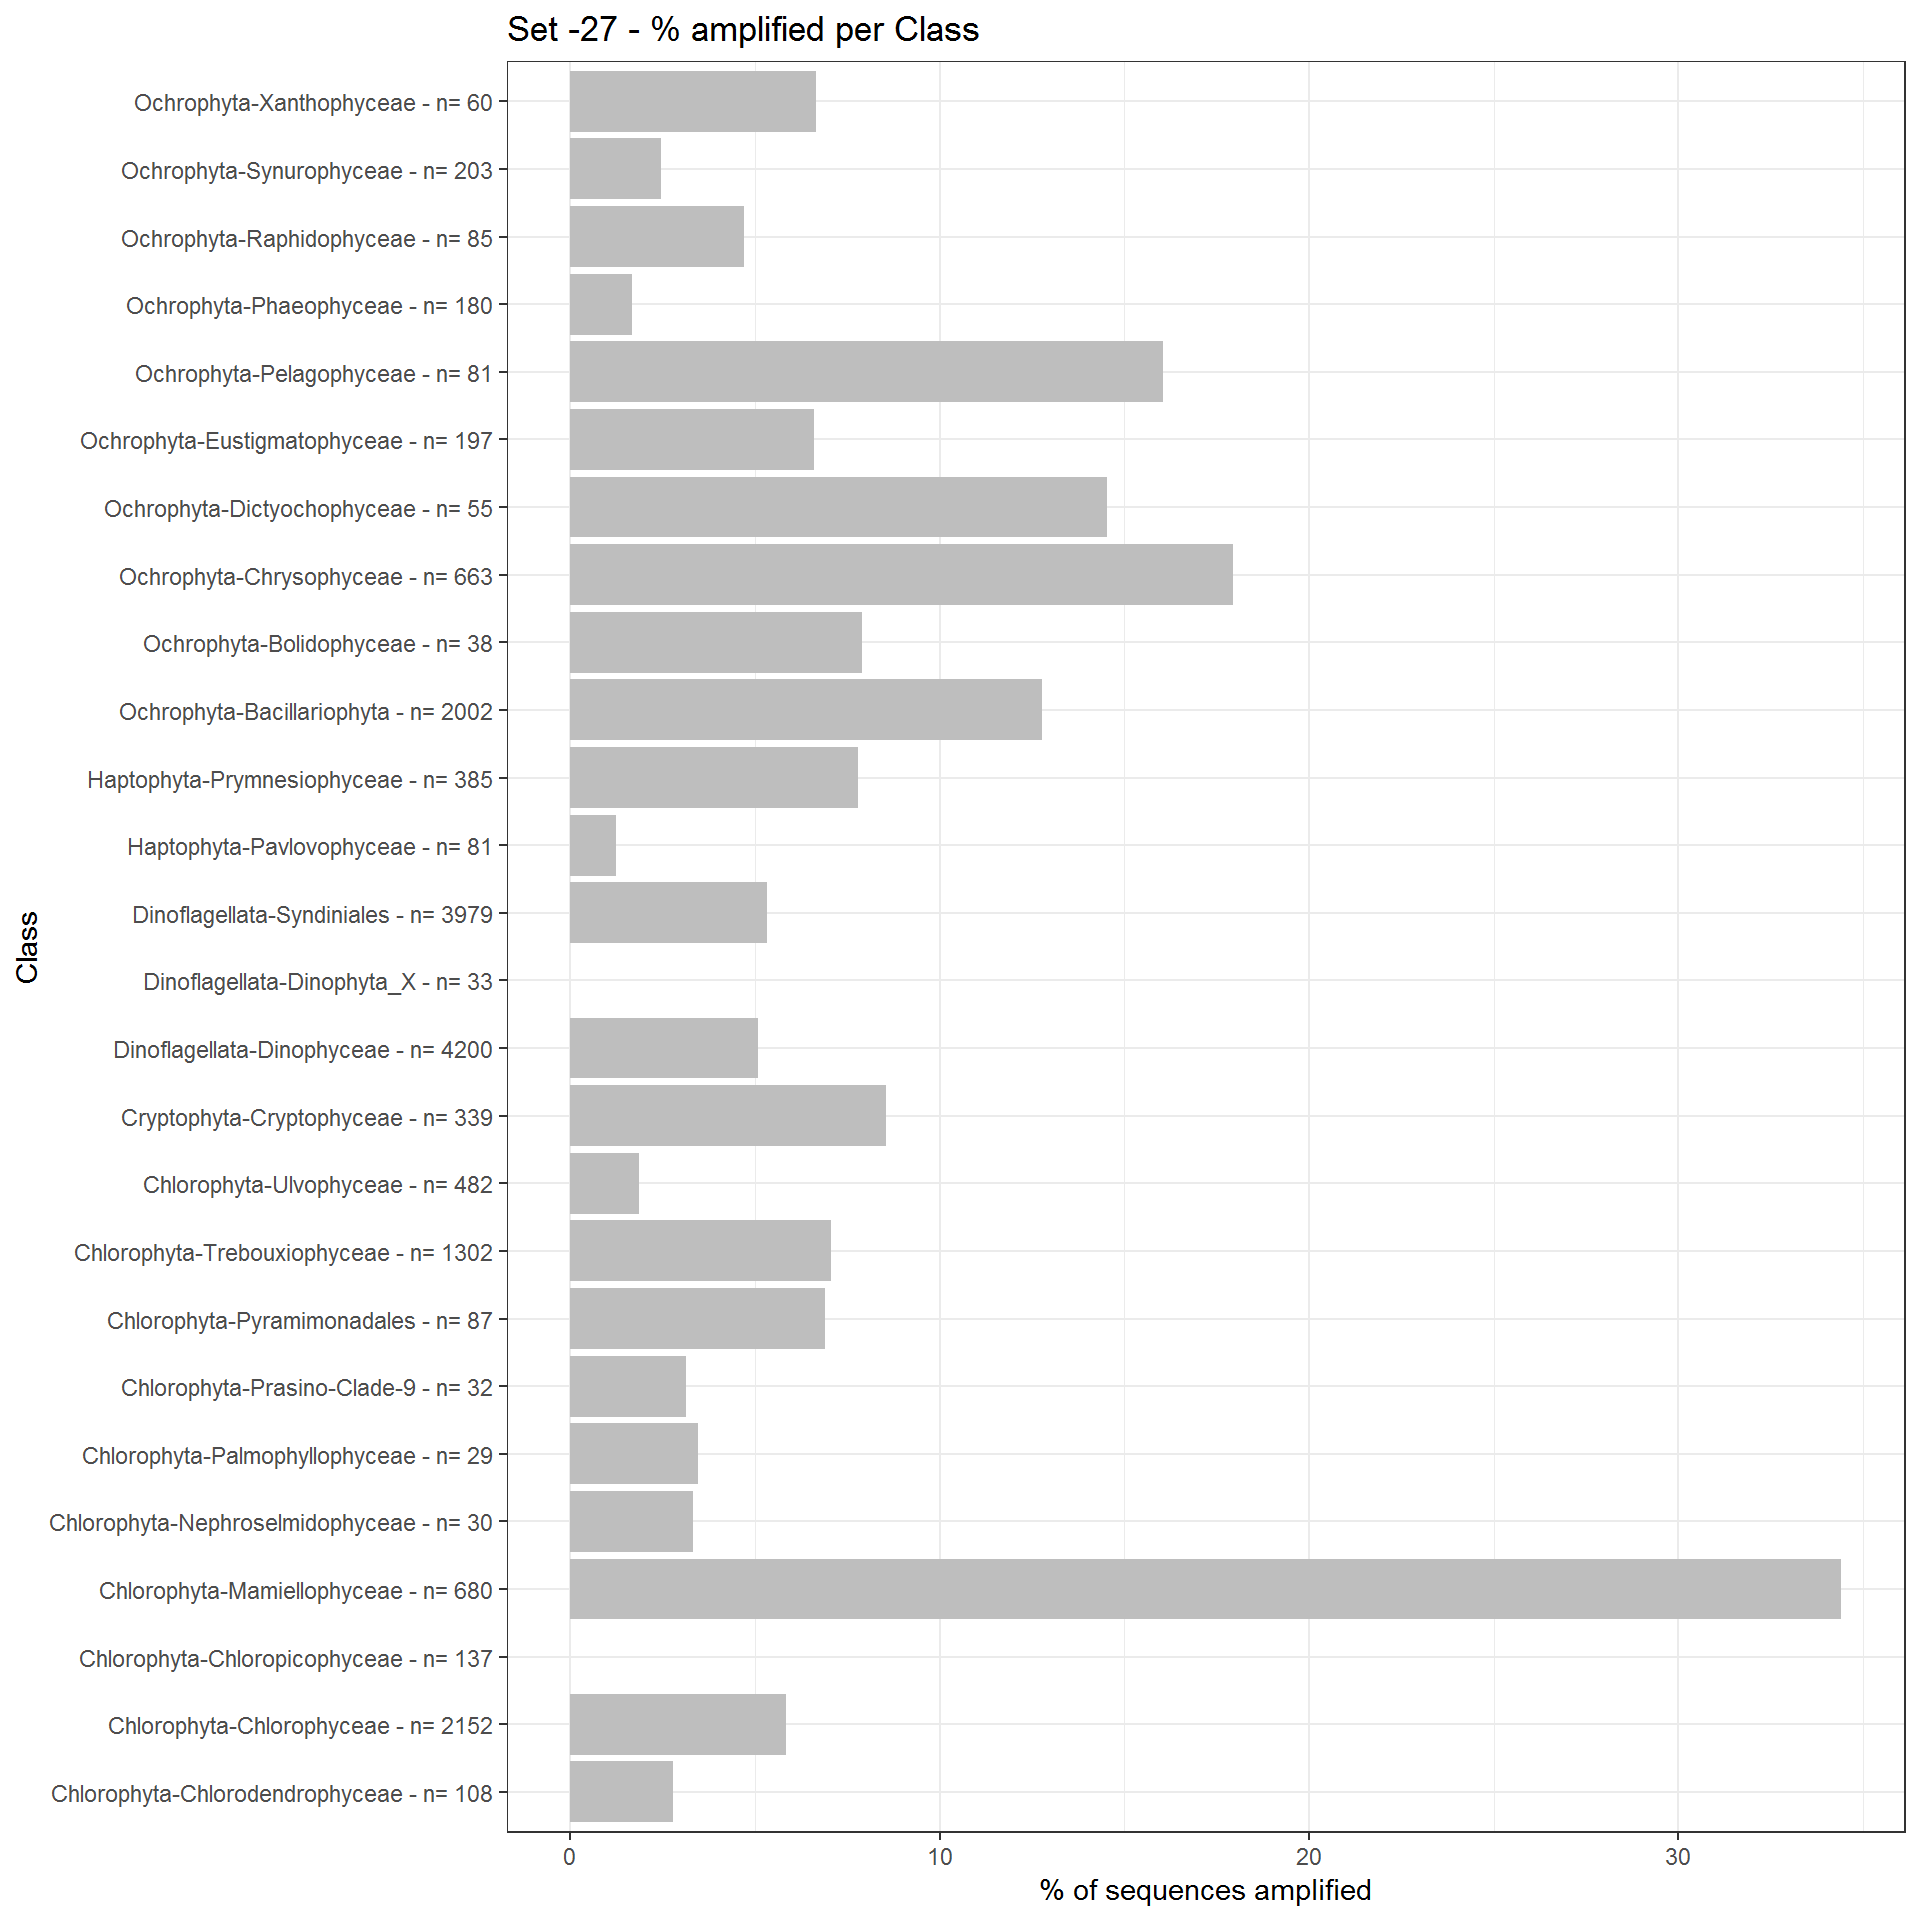 Set -27 - % amplified per Class
Ochrophyta-Xanthophyceae - n= 60
Ochrophyta-Synurophyceae - n= 203
Ochrophyta-Raphidophyceae - n= 85
Ochrophyta-Phaeophyceae - n= 180
Ochrophyta-Pelagophyceae - n= 81
Ochrophyta-Eustigmatophyceae - n= 197
Ochrophyta-Dictyochophyceae - n= 55
Ochrophyta-Chrysophyceae - n= 663
Ochrophyta-Bolidophyceae - n= 38
Ochrophyta-Bacillariophyta - n= 2002
Haptophyta-Prymnesiophyceae - n= 385
Haptophyta-Pavlovophyceae - n= 81
Dinoflagellata-Syndiniales - n= 3979
Dinoflagellata-Dinophyta_X - n= 33
Dinoflagellata-Dinophyceae - n= 4200
Cryptophyta-Cryptophyceae - n= 339
Chlorophyta-Ulvophyceae - n= 482
Chlorophyta-Trebouxiophyceae - n= 1302
Chlorophyta-Pyramimonadales - n= 87
Chlorophyta-Prasino-Clade-9 - n= 32
Chlorophyta-Palmophyllophyceae - n= 29
Chlorophyta-Nephroselmidophyceae - n= 30
Chlorophyta-Mamiellophyceae - n= 680
Chlorophyta-Chloropicophyceae - n= 137
Chlorophyta-Chlorophyceae - n= 2152
Chlorophyta-Chlorodendrophyceae - n= 108
Class
0 10 20 30
% of sequences amplified